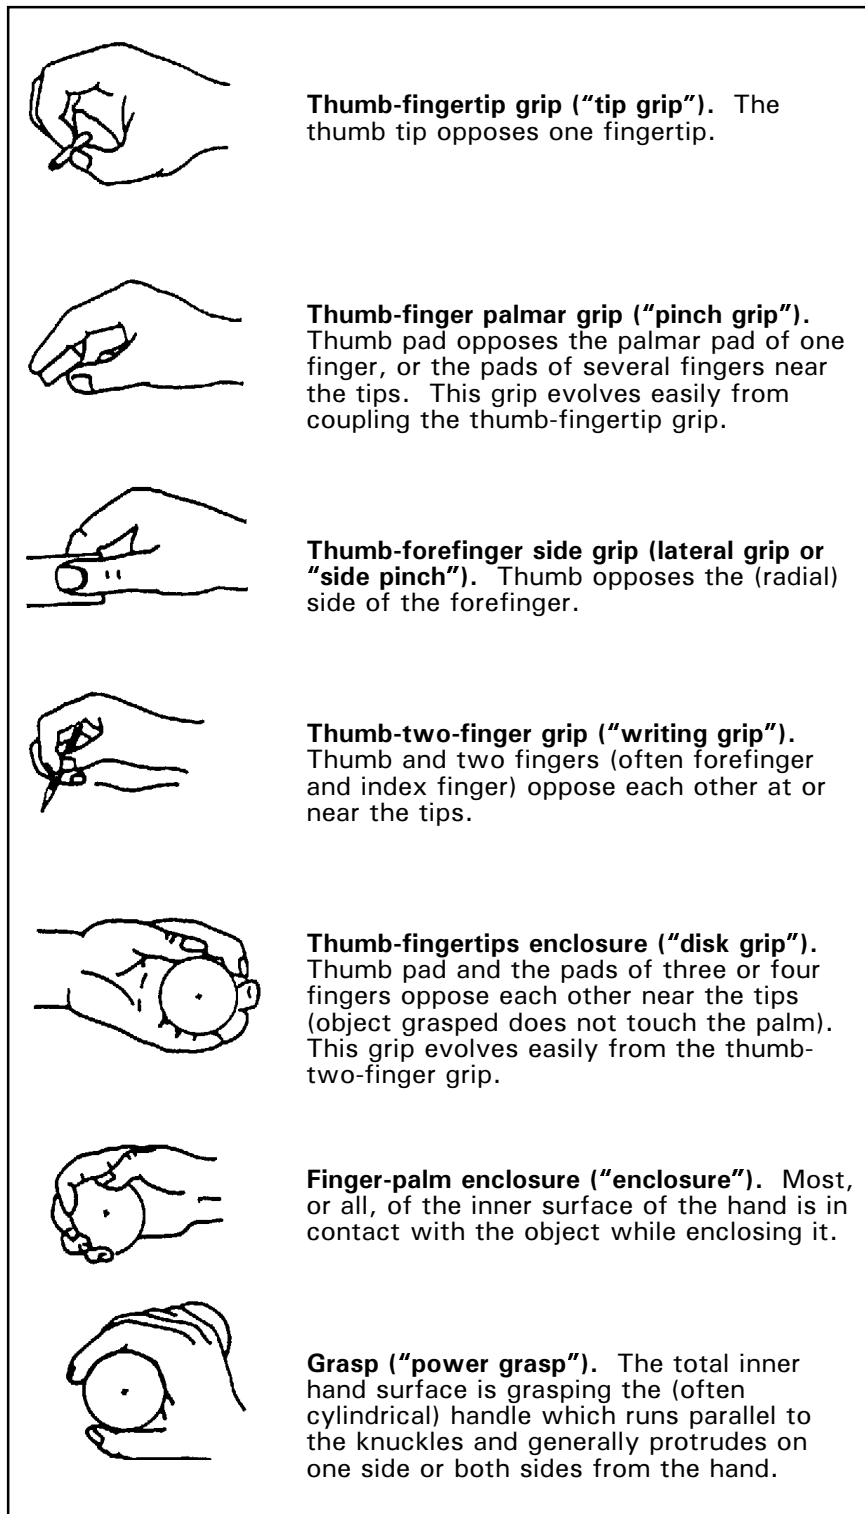 Thumb-fingertip grip ("tip grip"). The
thumb tip opposes one fingertip.
Thumb-finger palmar grip ("pinch grip").
Thumb pad opposes the palmar pad of one
finger, or the pads of several fingers near
the tips. This grip evolves easily from
coupling the thumb-fingertip grip.
Thumb-forefinger side grip (lateral grip or
"side pinch"). Thumb opposes the (radial)
side of the forefinger.
Thumb-two-finger grip ("writing grip").
Thumb and two fingers (often forefinger
and index finger) oppose each other at or
near the tips.
Thumb-fingertips enclosure ("disk grip").
Thumb pad and the pads of three or four
fingers oppose each other near the tips
(object grasped does not touch the palm).
This grip evolves easily from the thumb-
two-finger grip.
Finger-palm enclosure ("enclosure"). Most,
or all, of the inner surface of the hand is in
contact with the object while enclosing it.
Grasp ("power grasp"). The total inner
hand surface is grasping the (often
cylindrical) handle which runs parallel to
the knuckles and generally protrudes on
one side or both sides from the hand.